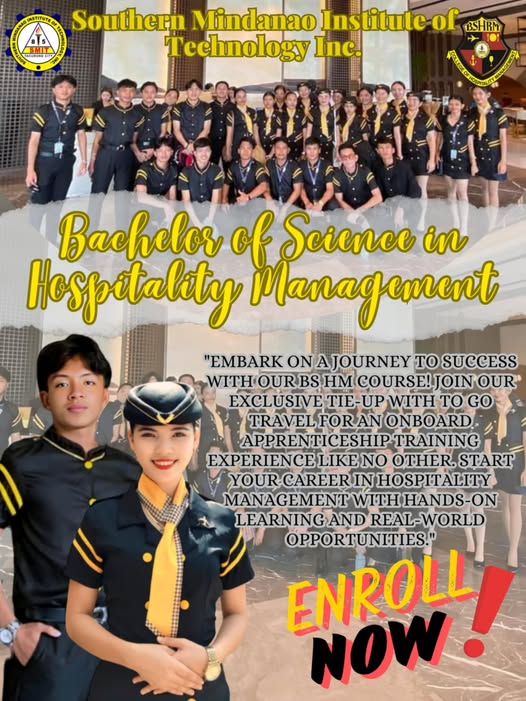 Southern Mindanao Institute of
Technology Inc.
SMIT
BSHRM
Bachelor of Science in
Hospitality Management
"EMBARK ON A JOURNEY TO SUCCESS
WITH OUR BS HM COURSE! JOIN OUR
EXCLUSIVE TIE-UP WITH TO GO
TRAVEL FOR AN ONBOARD
APPRENTICESHIP TRAINING
EXPERIENCE LIKE NO OTHER. START
YOUR CAREER IN HOSPITALITY
MANAGEMENT WITH HANDS-ON
LEARNING AND REAL-WORLD
OPPORTUNITIES."
ENROLL
NOW!